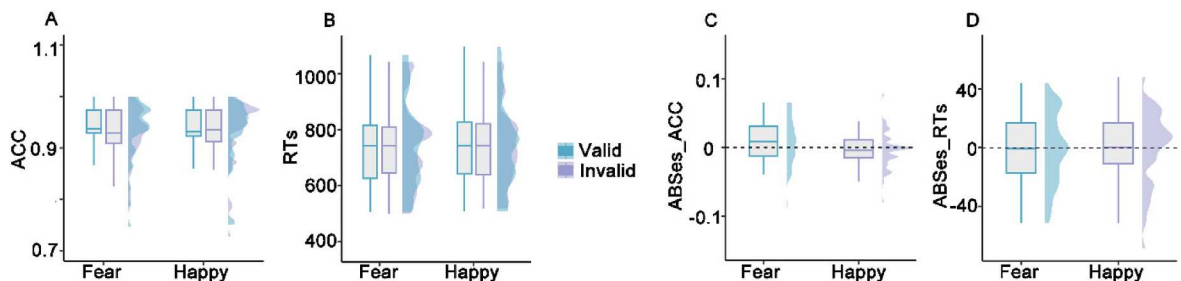 A
ACC
1.1
0.9
0.7
Fear
Happy
B
RTs
1000
800
600
400
Fear
Happy
Valid
Invalid
C
ABSes_ACC
0.1
0
-0.1
Fear
Happy
D
ABSes_RTs
40
0
-40
Fear
Happy